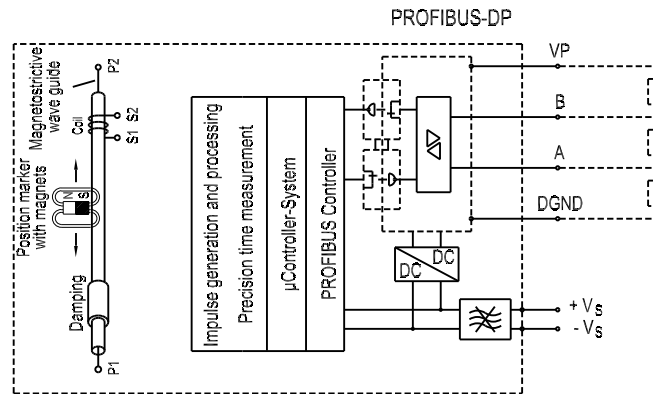 PROFIBUS-DP
P2
Magnetostrictive
wave guide
Coil
S2
S1
Position marker
with magnets
N
S
Damping
P1
Impulse generation and processing
Precision time measurement
µController-System
PROFIBUS Controller
DC
DC
VP
B
A
DGND
+ VS
- VS